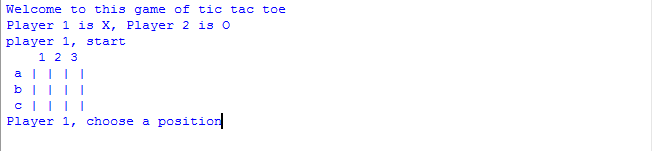 Welcome to this game of tic tac toe
Player 1 is X, Player 2 is O
player 1, start
    1 2 3
 a | | | |
 b | | | |
 c | | | |
Player 1, choose a position